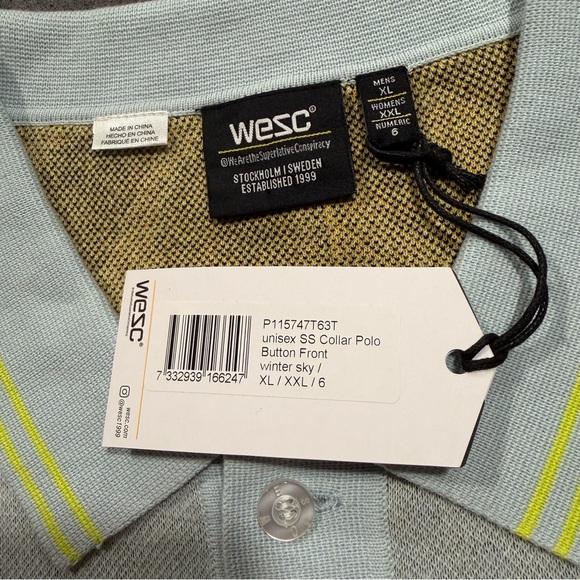 MADE IN CHINA
HECHO EN CHINA
FABRIQUÉ EN CHINE
wesc®
@WeAretheSuperlativeConspiracy
STOCKHOLM | SWEDEN
ESTABLISHED 1999
MENS
XL
WOMENS
XXL
NUMERIC
6
wesc
@wesc1999
wesc.com
7 332939 166247
P115747T63T
unisex SS Collar Polo
Button Front
winter sky /
XL / XXL / 6